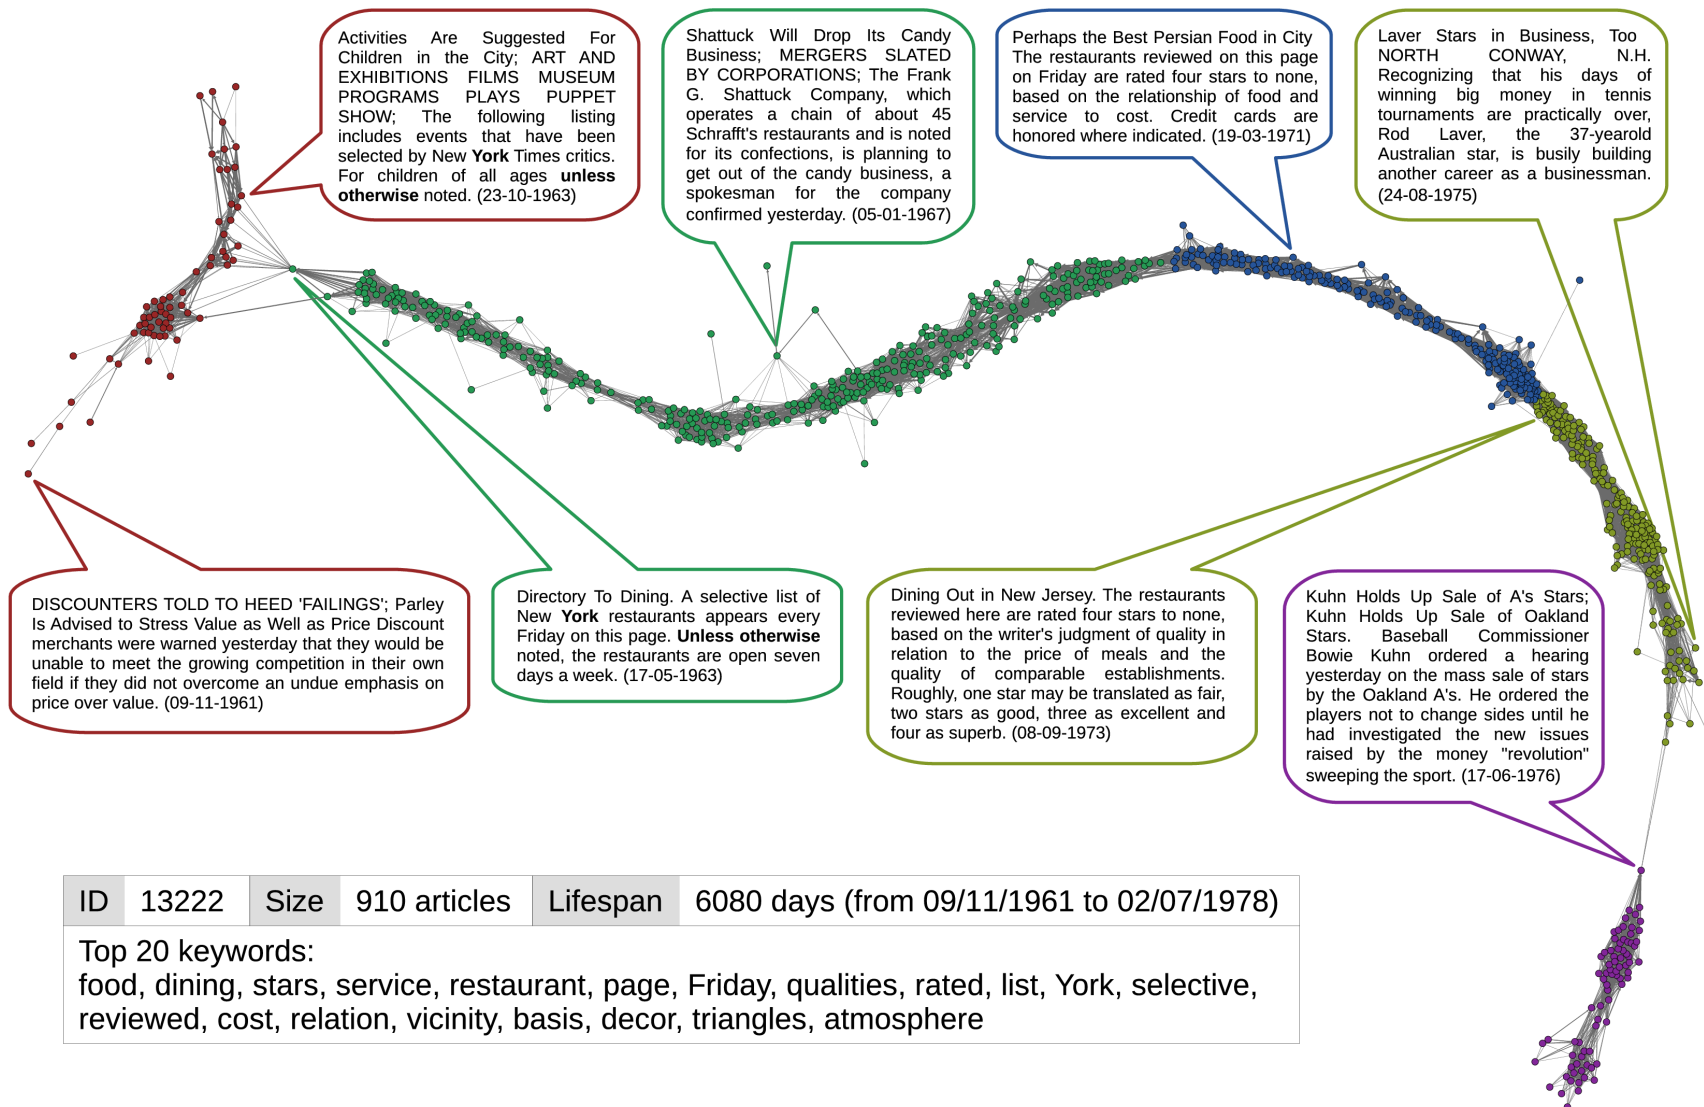 Activities Are Suggested For
Children in the City; ART AND
EXHIBITIONS FILMS MUSEUM
PROGRAMS PLAYS PUPPET
SHOW; The following listing
includes events that have been
selected by New York Times critics.
For children of all ages unless
otherwise noted. (23-10-1963)
Shattuck Will Drop Its Candy
Business; MERGERS SLATED
BY CORPORATIONS; The Frank
G. Shattuck Company, which
operates a chain of about 45
Schrafft's restaurants and is noted
for its confections, is planning to
get out of the candy business, a
spokesman for the company
confirmed yesterday. (05-01-1967)
Perhaps the Best Persian Food in City
The restaurants reviewed on this page
on Friday are rated four stars to none,
based on the relationship of food and
service to cost. Credit cards are
honored where indicated. (19-03-1971)
Laver Stars in Business, Too
NORTH CONWAY, N.H.
Recognizing that his days of
winning big money in tennis
tournaments are practically over,
Rod Laver, the 37-yearold
Australian star, is busily building
another career as a businessman.
(24-08-1975)
DISCOUNTERS TOLD TO HEED 'FAILINGS'; Parley
Is Advised to Stress Value as Well as Price Discount
merchants were warned yesterday that they would be
unable to meet the growing competition in their own
field if they did not overcome an undue emphasis on
price over value. (09-11-1961)
Directory To Dining. A selective list of
New York restaurants appears every
Friday on this page. Unless otherwise
noted, the restaurants are open seven
days a week. (17-05-1963)
Dining Out in New Jersey. The restaurants
reviewed here are rated four stars to none,
based on the writer's judgment of quality in
relation to the price of meals and the
quality of comparable establishments.
Roughly, one star may be translated as fair,
two stars as good, three as excellent and
four as superb. (08-09-1973)
Kuhn Holds Up Sale of A's Stars;
Kuhn Holds Up Sale of Oakland
Stars. Baseball Commissioner
Bowie Kuhn ordered a hearing
yesterday on the mass sale of stars
by the Oakland A's. He ordered the
players not to change sides until he
had investigated the new issues
raised by the money "revolution"
sweeping the sport. (17-06-1976)
ID 13222 Size 910 articles Lifespan 6080 days (from 09/11/1961 to 02/07/1978)
Top 20 keywords:
food, dining, stars, service, restaurant, page, Friday, qualities, rated, list, York, selective,
reviewed, cost, relation, vicinity, basis, decor, triangles, atmosphere